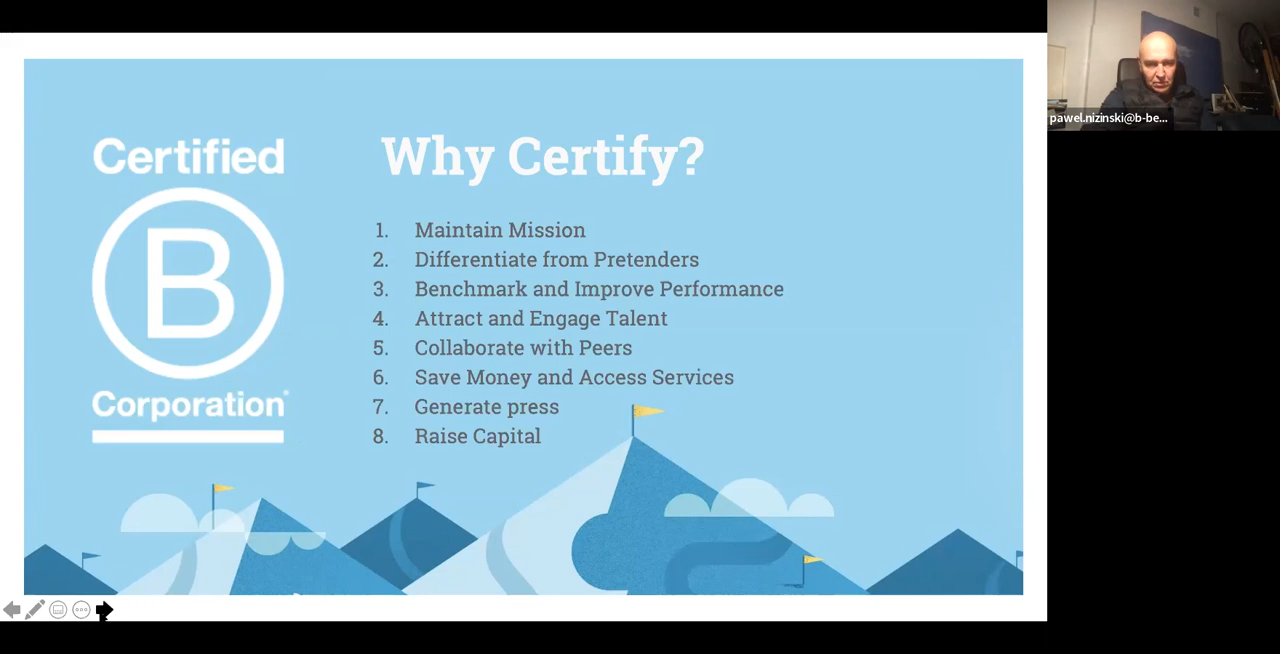 Certified
B
Corporation
Why Certify?
1. Maintain Mission
2. Differentiate from Pretenders
3. Benchmark and Improve Performance
4. Attract and Engage Talent
5. Collaborate with Peers
6. Save Money and Access Services
7. Generate press
8. Raise Capital
pawel.nizinski@b-be...